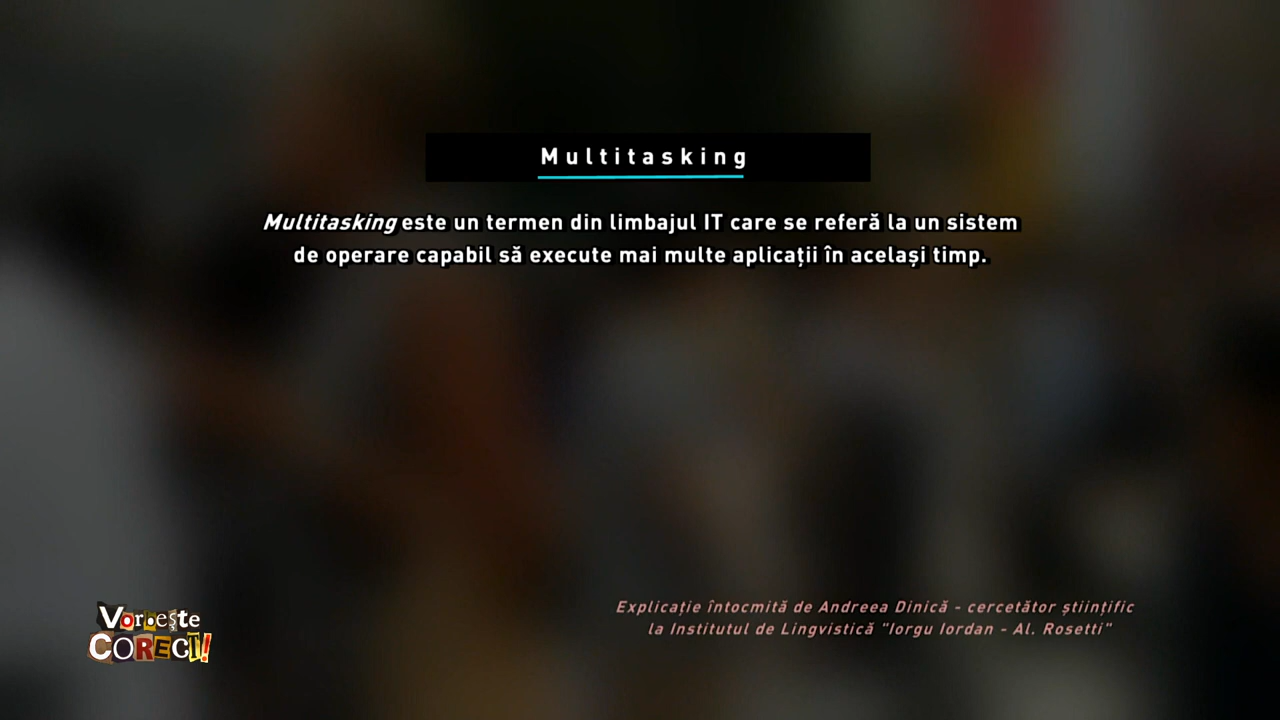 Multitasking
Multitasking este un termen din limbajul IT care se referă la un sistem
de operare capabil să execute mai multe aplicații în același timp.
Explicație întocmită de Andreea Dinică - cercetător științific
la Institutul de Lingvistică "Iorgu Iordan - Al. Rosetti"
Vorbește
CORECT!